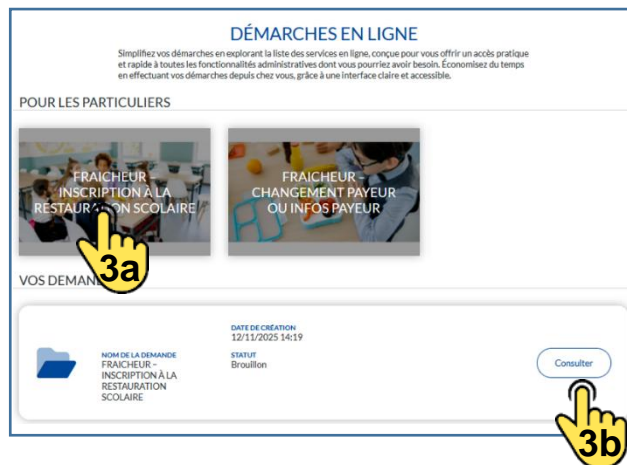 DÉMARCHES EN LIGNE
Simplifiez vos démarches en explorant la liste des services en ligne, conçue pour vous offrir un accès pratique
et rapide à toutes les fonctionnalités administratives dont vous pourriez avoir besoin. Économisez du temps
en effectuant vos démarches depuis chez vous, grâce à une interface claire et accessible.
POUR LES PARTICULIERS
FRAICHEUR –
INSCRIPTION À LA
RESTAURATION SCOLAIRE
FRAICHEUR –
CHANGEMENT PAYEUR
OU INFOS PAYEUR
3a
VOS
DATE DE CRÉATION
12/11/2025 14:19
NOM DE LA DEMANDE
FRAICHEUR –
INSCRIPTION À LA
RESTAURATION
SCOLAIRE
STATUT
Brouillon
Consulter
3b